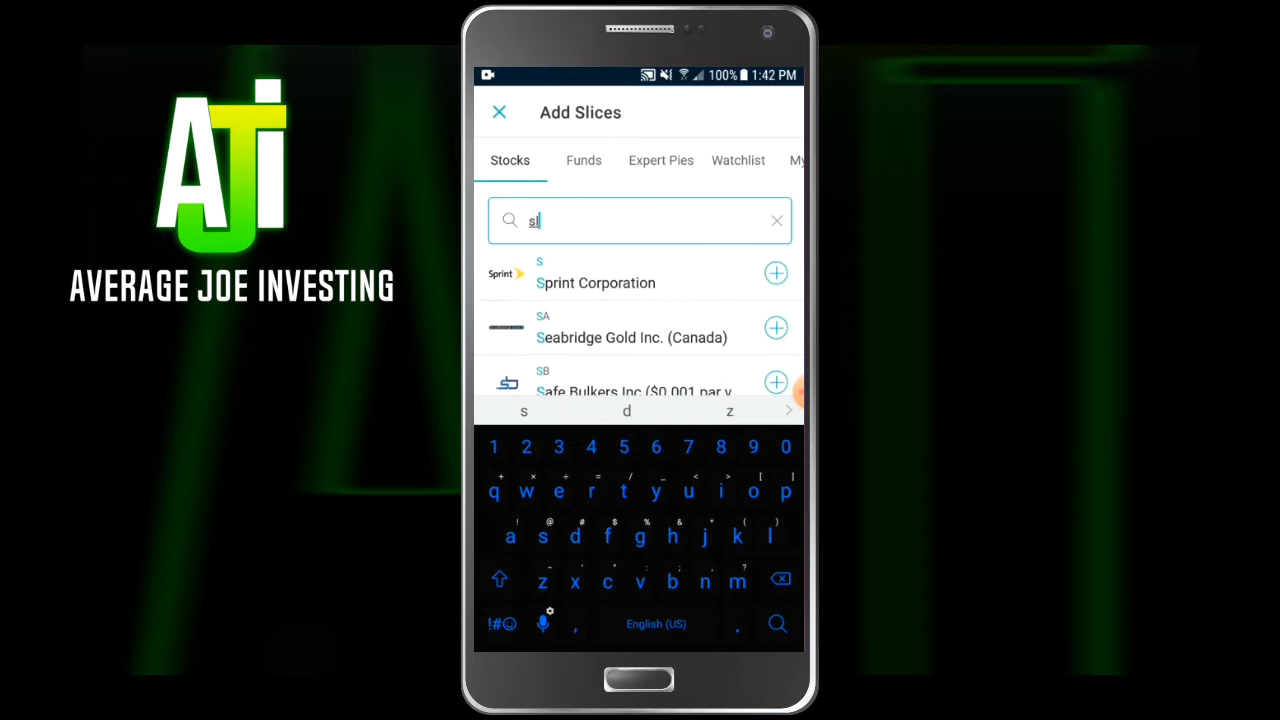 AJi
AVERAGE JOE INVESTING
100% 1:42 PM
Add Slices
Stocks Funds Expert Pies Watchlist My
sl
Sprint
S
Sprint Corporation
SA
Seabridge Gold Inc. (Canada)
SB
Safe Bulkers Inc ($0.001 par v
s d z
1 2 3 4 5 6 7 8 9 0
+ × ÷ = / _ < > [ ]
q w e r t y u i o p
! @ # $ % & * ( )
a s d f g h j k l
- ' " : ; , ?
z x c v b n m
!#☺ , English (US) .